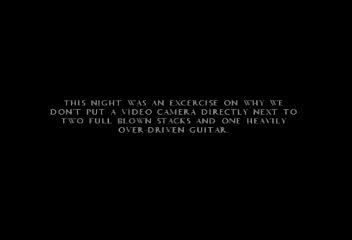 THIS NIGHT WAS AN EXCERCISE ON WHY WE
DON'T PUT A VIDEO CAMERA DIRECTLY NEXT TO
TWO FULL BLOWN STACKS AND ONE HEAVILY
OVER-DRIVEN GUITAR.